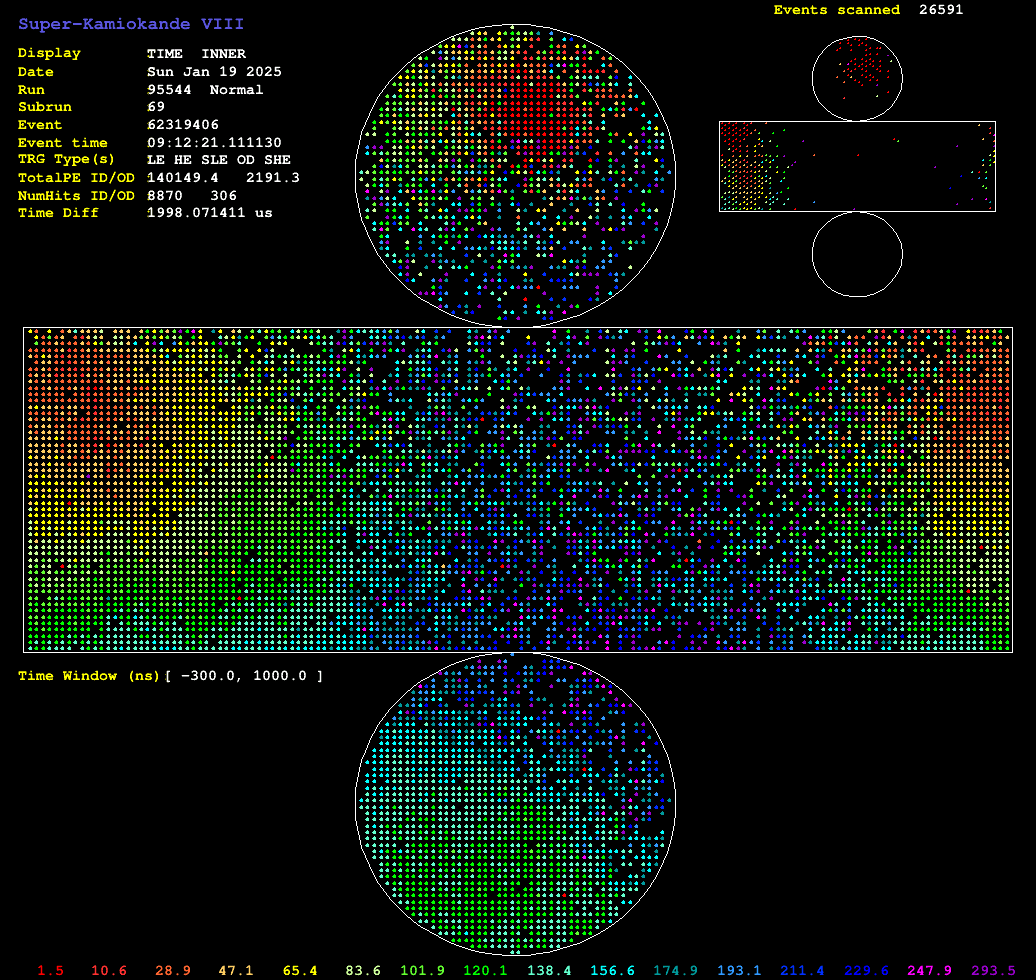 Super-Kamiokande VIII
Events scanned 26591
Display TIME INNER
Date Sun Jan 19 2025
Run 95544 Normal
Subrun 69
Event 62319406
Event time 09:12:21.111130
TRG Type(s) LE HE SLE OD SHE
TotalPE ID/OD 140149.4 2191.3
NumHits ID/OD 8870 306
Time Diff 1998.071411 us
Time Window (ns)[ -300.0, 1000.0 ]
1.5 10.6 28.9 47.1 65.4 83.6 101.9 120.1 138.4 156.6 174.9 193.1 211.4 229.6 247.9 293.5